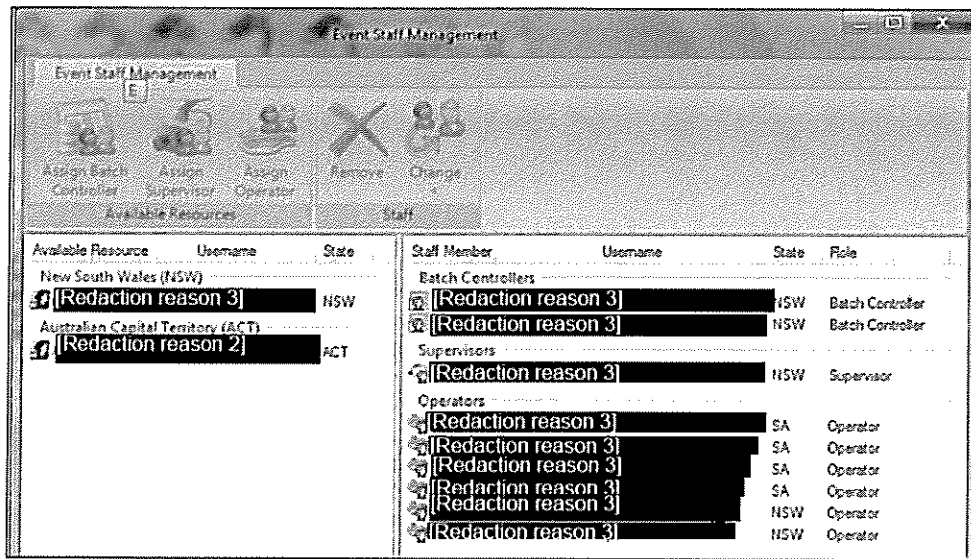 Event Staff Management
Event Staff Management
E
Assign Batch Controller Assign Supervisor Assign Operator Remove Change
Available Resources Staff
Available Resource Username State
New South Wales (NSW)
[Redaction reason 3] NSW
Australian Capital Territory (ACT)
[Redaction reason 2] ACT
Staff Member Username State Role
Batch Controllers
[Redaction reason 3] NSW Batch Controller
[Redaction reason 3] NSW Batch Controller
Supervisors
[Redaction reason 3] NSW Supervisor
Operators
[Redaction reason 3] SA Operator
[Redaction reason 3] SA Operator
[Redaction reason 3] SA Operator
[Redaction reason 3] SA Operator
[Redaction reason 3] NSW Operator
[Redaction reason 3] NSW Operator